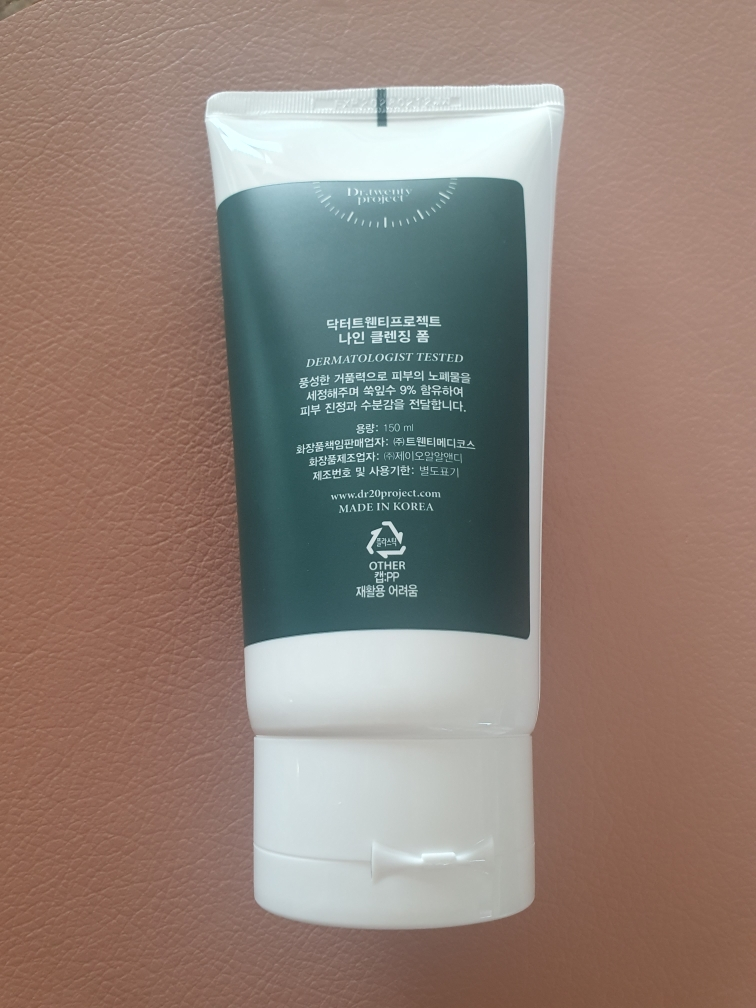 Dr.twenty
project
닥터트웬티프로젝트
나인 클렌징 폼
DERMATOLOGIST TESTED
풍성한 거품력으로 피부의 노폐물을
세정해주며 쑥잎수 9% 함유하여
피부 진정과 수분감을 전달합니다.
용량: 150 ml
화장품책임판매업자: ㈜트웬티메디코스
화장품제조업자: ㈜제이오알앤디
제조번호 및 사용기한: 별도표기
www.dr20project.com
MADE IN KOREA
플라스틱
OTHER
캡:PP
재활용 어려움